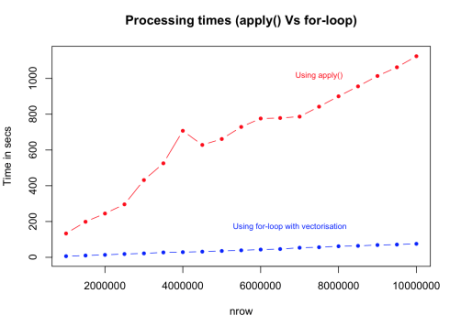 Processing times (apply() Vs for-loop)
Time in secs
1000
800
600
400
200
0
Using apply()
Using for-loop with vectorisation
2000000 4000000 6000000 8000000 10000000
nrow